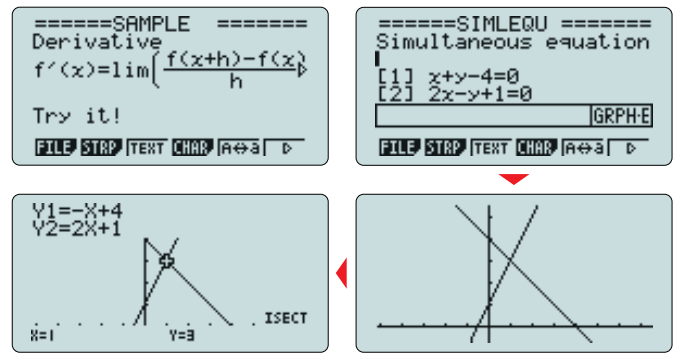 ======SAMPLE =======
Derivative
f′(x)=lim(f(x+h)−f(x)
h
Try it!
FILE STRP TEXT CHAR A↔a ▷
======SIMLEQU =======
Simultaneous equation
[1] x+y-4=0
[2] 2x-y+1=0
GRPH·E
FILE STRP TEXT CHAR A↔a ▷
Y1=-X+4
Y2=2X+1
ISECT
X=1 Y=3